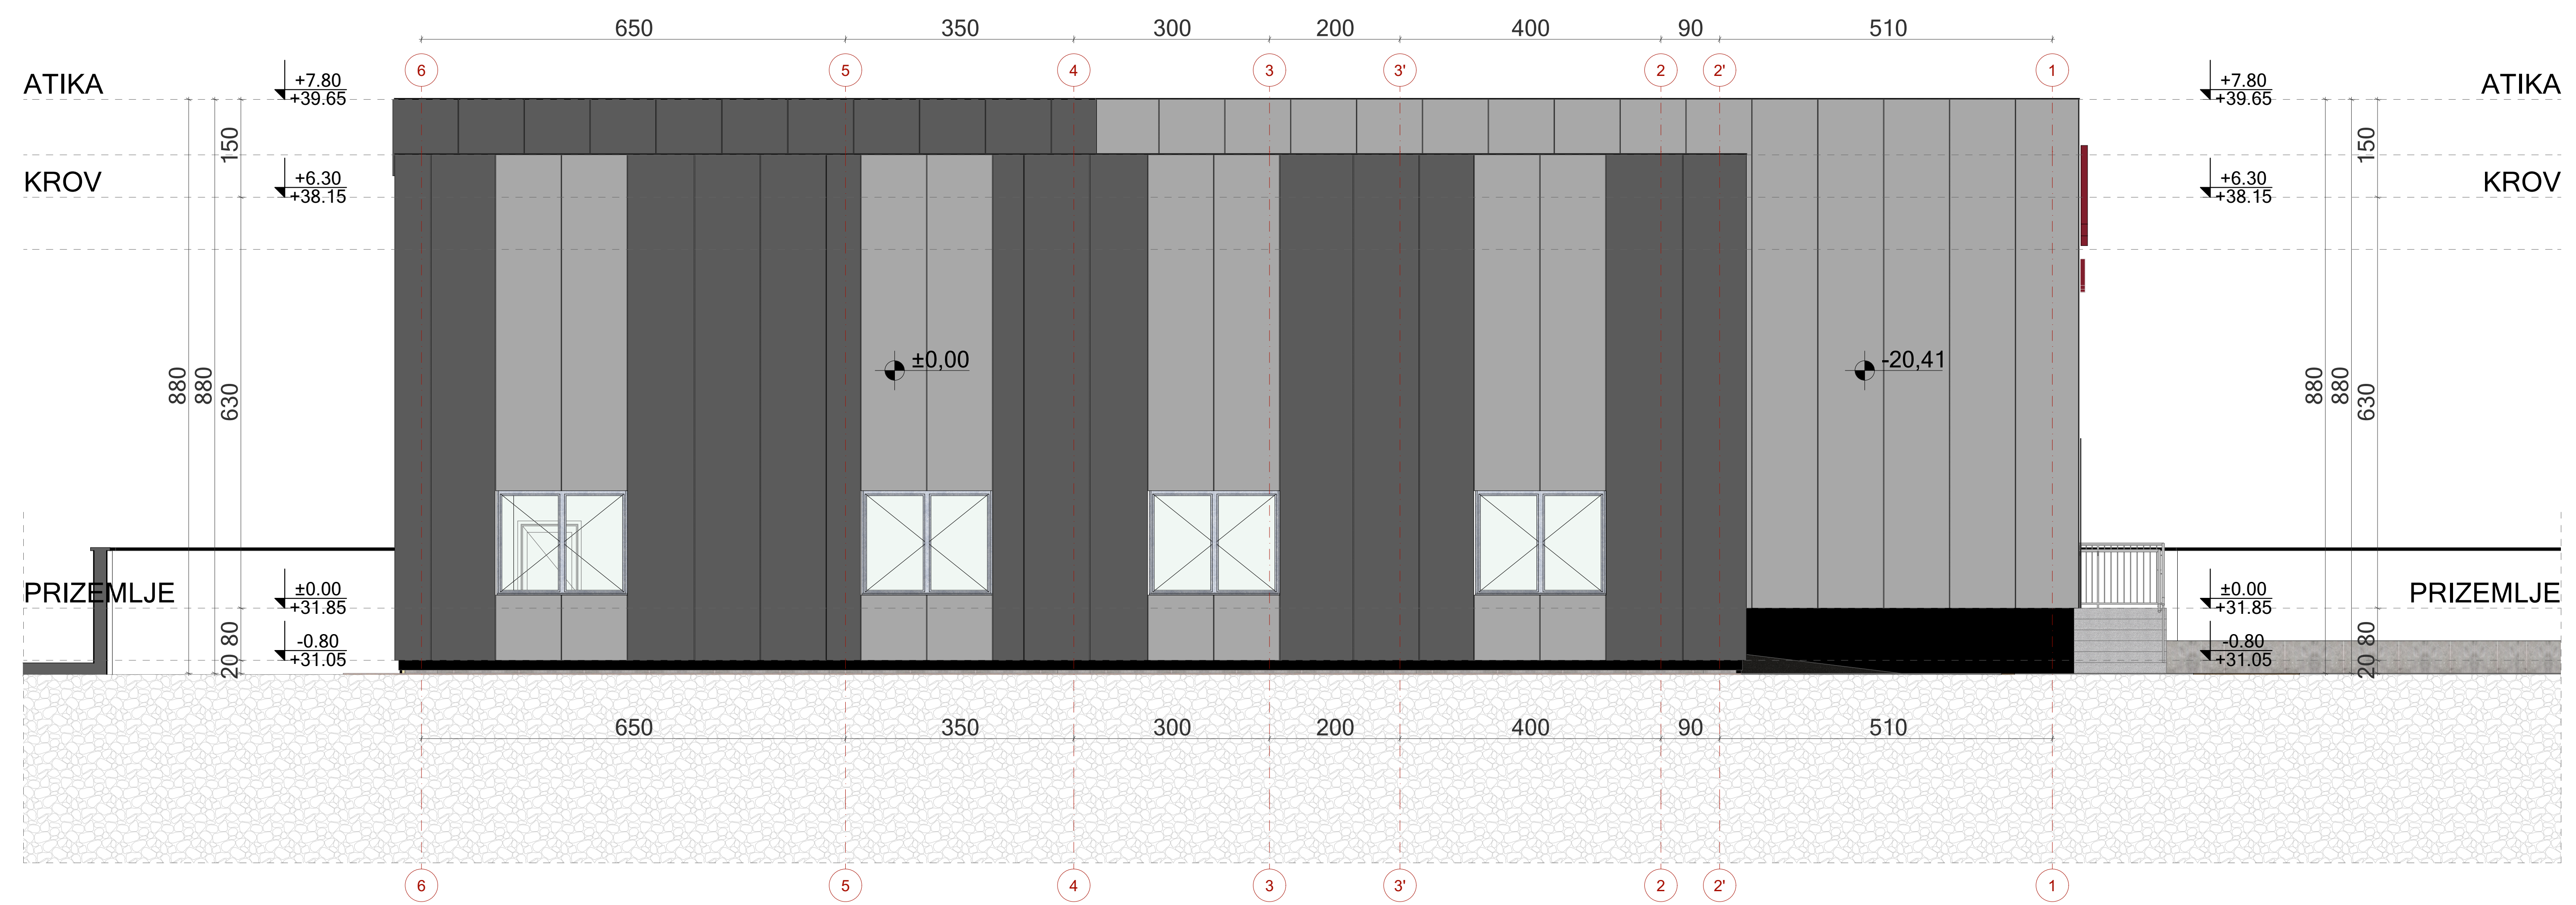 650 350 300 200 400 90 510
6 5 4 3 3' 2 2' 1
ATIKA +7.80 ATIKA
+39.65 +7.80
+39.65
150 150
KROV +6.30 KROV
+38.15 +6.30
+38.15
±0,00 -20,41
880 880 630 880 880 630
PRIZEMLJE ±0.00 PRIZEMLJE
+31.85 ±0.00
+31.85
-0.80 -0.80
+31.05 +31.05
20 80 20 80
650 350 300 200 400 90 510
6 5 4 3 3' 2 2' 1